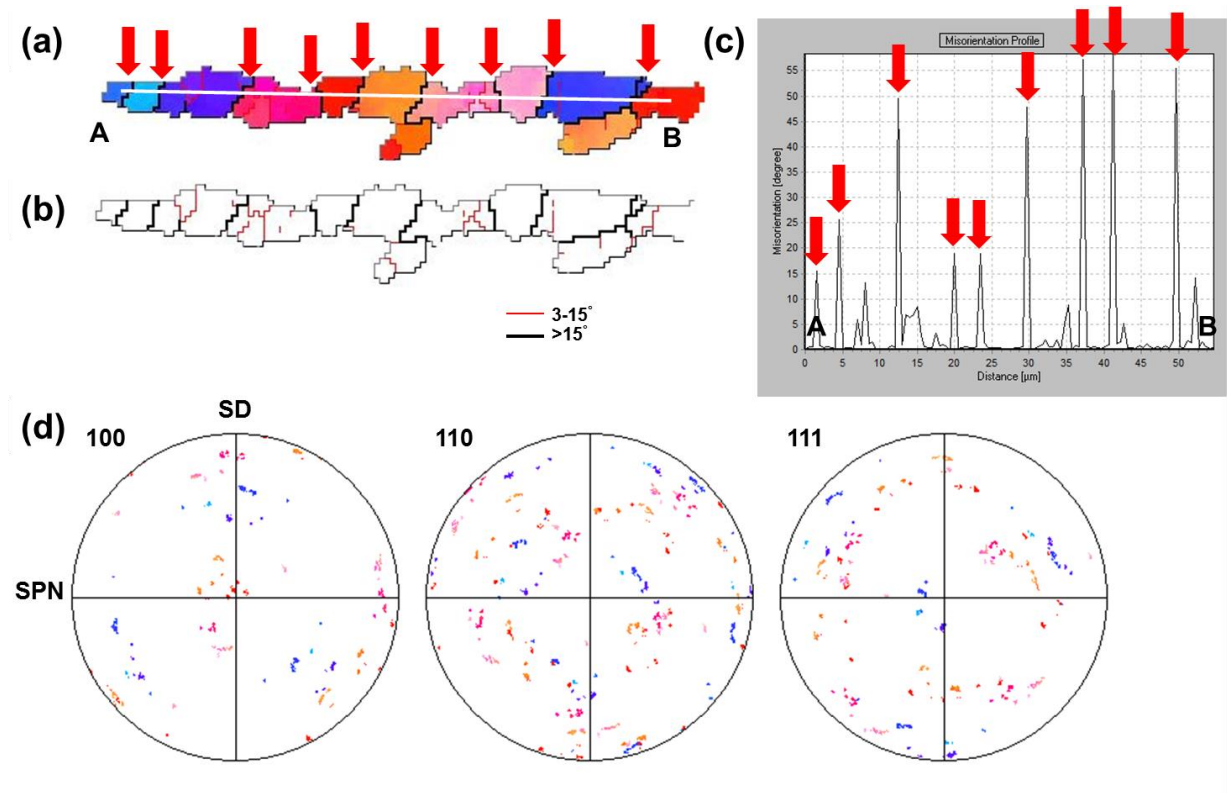 (a)
A
B
(b)
3-15°
>15°
(c)
Misorientation Profile
Misorientation [degree]
55
50
45
40
35
30
25
20
15
10
5
0
A
B
0 5 10 15 20 25 30 35 40 45 50
Distance [µm]
(d)
SD
SPN
100
110
111